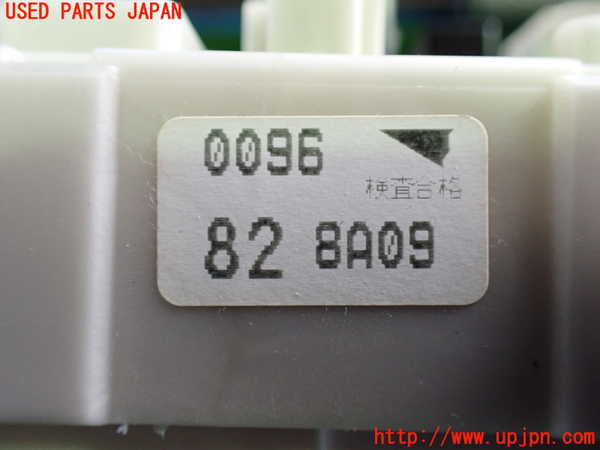 USED PARTS JAPAN
0096
検査合格
82 8A09
http://www.upjpn.com